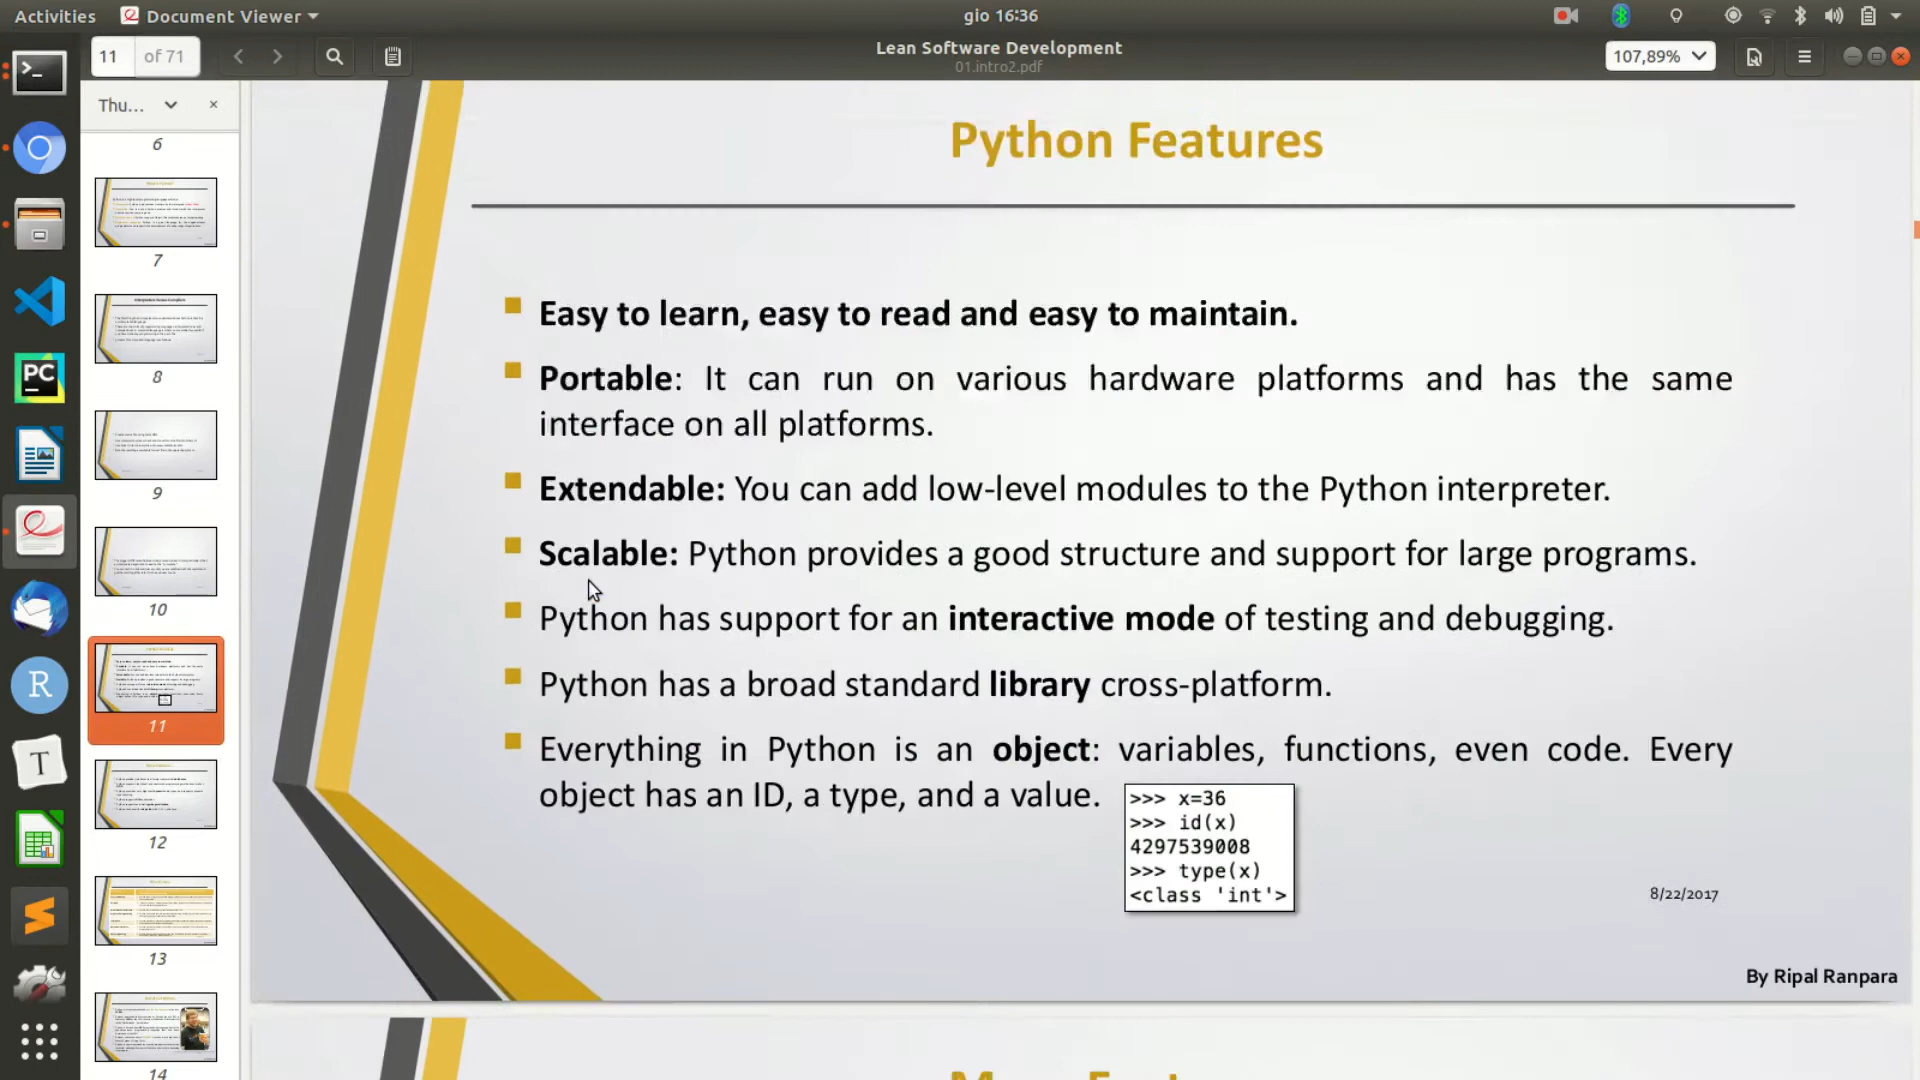 Activities
Document Viewer
gio 16:36
11 of 71
Lean Software Development
01.intro2.pdf
107,89%
Thu...
6
7
8
9
10
11
12
13
14
PC
R
T
Python Features
Easy to learn, easy to read and easy to maintain.
Portable: It can run on various hardware platforms and has the same
interface on all platforms.
Extendable: You can add low-level modules to the Python interpreter.
Scalable: Python provides a good structure and support for large programs.
Python has support for an interactive mode of testing and debugging.
Python has a broad standard library cross-platform.
Everything in Python is an object: variables, functions, even code. Every
object has an ID, a type, and a value.
>>> x=36
>>> id(x)
4297539008
>>> type(x)
<class 'int'>
8/22/2017
By Ripal Ranpara